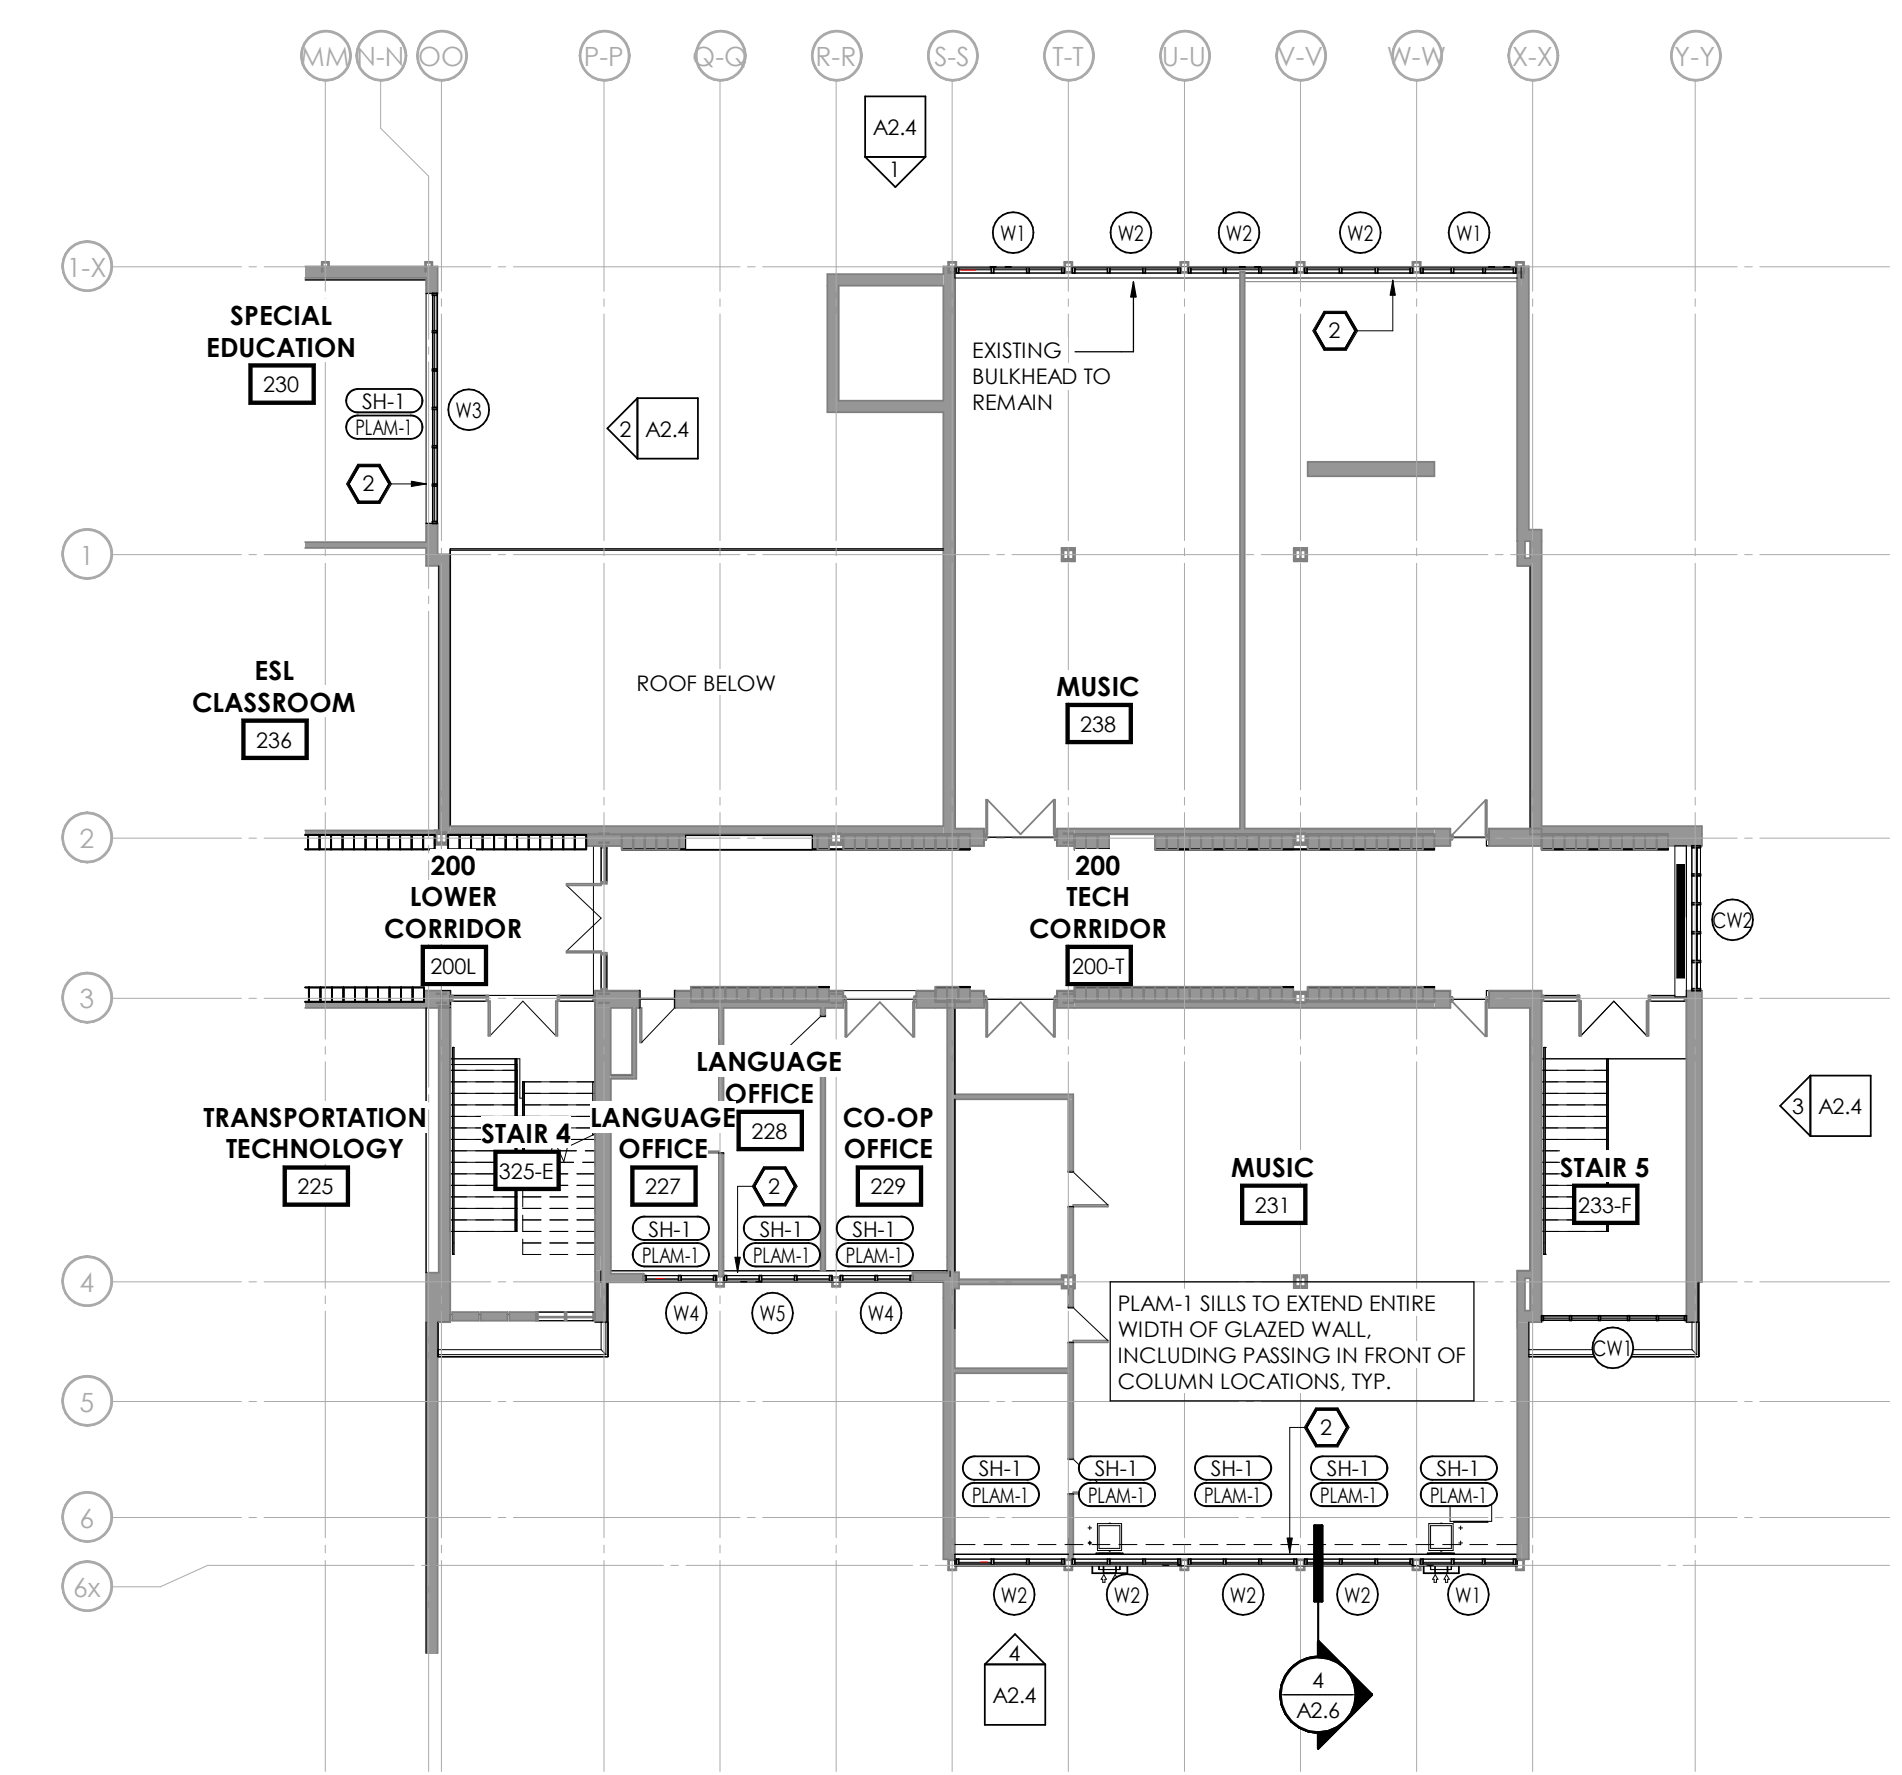 MM N-N OO P-P Q-Q R-R S-S T-T U-U V-V W-W X-X Y-Y
A2.4
1
W1 W2 W2 W2 W1
1-X
SPECIAL
EDUCATION
230
SH-1
PLAM-1
W3
2
2 A2.4
EXISTING
BULKHEAD TO
REMAIN
2
1
ESL
CLASSROOM
236
ROOF BELOW
MUSIC
238
2
200
LOWER
CORRIDOR
200L
200
TECH
CORRIDOR
200-T
CW2
3
TRANSPORTATION
TECHNOLOGY
225
STAIR 4
325-E
LANGUAGE
OFFICE
227
LANGUAGE
OFFICE
228
CO-OP
OFFICE
229
2
SH-1
PLAM-1
SH-1
PLAM-1
SH-1
PLAM-1
MUSIC
231
STAIR 5
233-F
3 A2.4
4
W4 W5 W4
PLAM-1 SILLS TO EXTEND ENTIRE
WIDTH OF GLAZED WALL,
INCLUDING PASSING IN FRONT OF
COLUMN LOCATIONS, TYP.
CW1
5
2
SH-1
PLAM-1
SH-1
PLAM-1
SH-1
PLAM-1
SH-1
PLAM-1
SH-1
PLAM-1
6
6x
W2 W2 W2 W2 W1
4
A2.4
4
A2.6